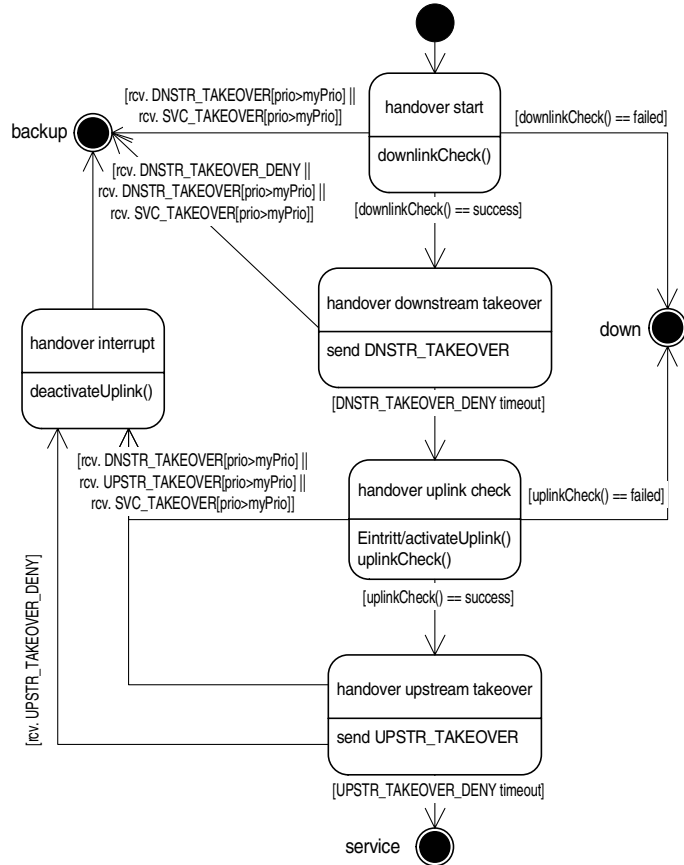 handover start
downlinkCheck()
[rcv. DNSTR_TAKEOVER[prio>myPrio] ||
rcv. SVC_TAKEOVER[prio>myPrio]]
[downlinkCheck() == failed]
backup
[rcv. DNSTR_TAKEOVER_DENY ||
rcv. DNSTR_TAKEOVER[prio>myPrio] ||
rcv. SVC_TAKEOVER[prio>myPrio]]
[downlinkCheck() == success]
handover downstream takeover
send DNSTR_TAKEOVER
down
handover interrupt
deactivateUplink()
[DNSTR_TAKEOVER_DENY timeout]
[rcv. DNSTR_TAKEOVER[prio>myPrio] ||
rcv. UPSTR_TAKEOVER[prio>myPrio] ||
rcv. SVC_TAKEOVER[prio>myPrio]]
handover uplink check
Eintritt/activateUplink()
uplinkCheck()
[uplinkCheck() == failed]
[uplinkCheck() == success]
[rcv. UPSTR_TAKEOVER_DENY]
handover upstream takeover
send UPSTR_TAKEOVER
[UPSTR_TAKEOVER_DENY timeout]
service